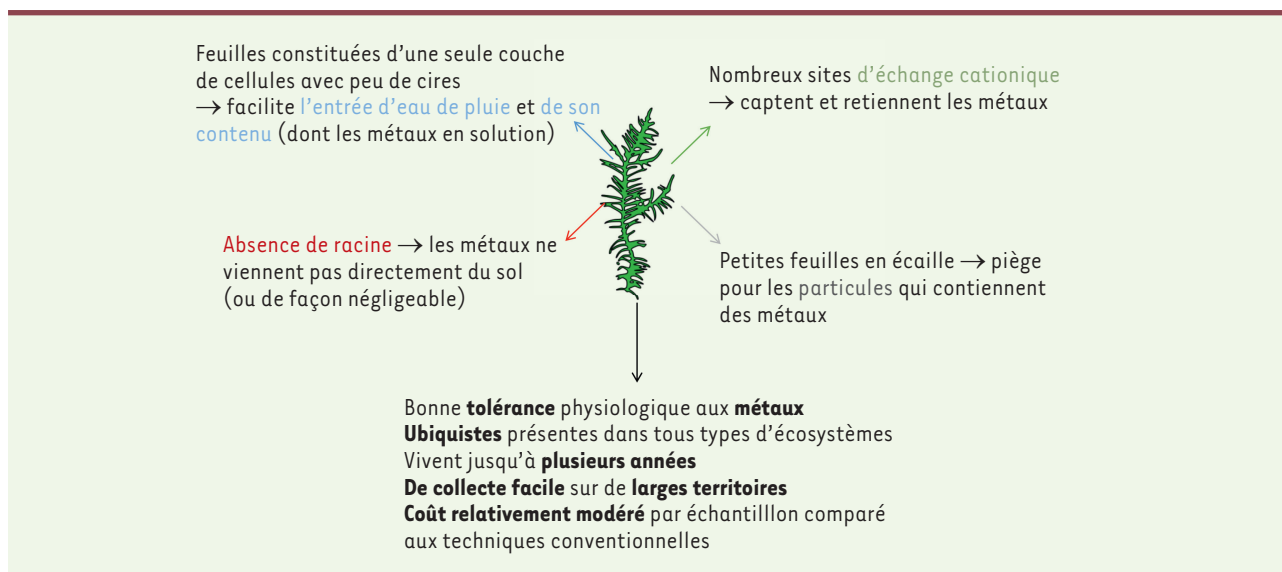 Feuilles constituées d'une seule couche
de cellules avec peu de cires
→ facilite l'entrée d'eau de pluie et de son
contenu (dont les métaux en solution)
Nombreux sites d'échange cationique
→ captent et retiennent les métaux
Absence de racine → les métaux ne
viennent pas directement du sol
(ou de façon négligeable)
Petites feuilles en écaille → piège
pour les particules qui contiennent
des métaux
Bonne tolérance physiologique aux métaux
Ubiquistes présentes dans tous types d'écosystèmes
Vivent jusqu'à plusieurs années
De collecte facile sur de larges territoires
Coût relativement modéré par échantilllon comparé
aux techniques conventionnelles